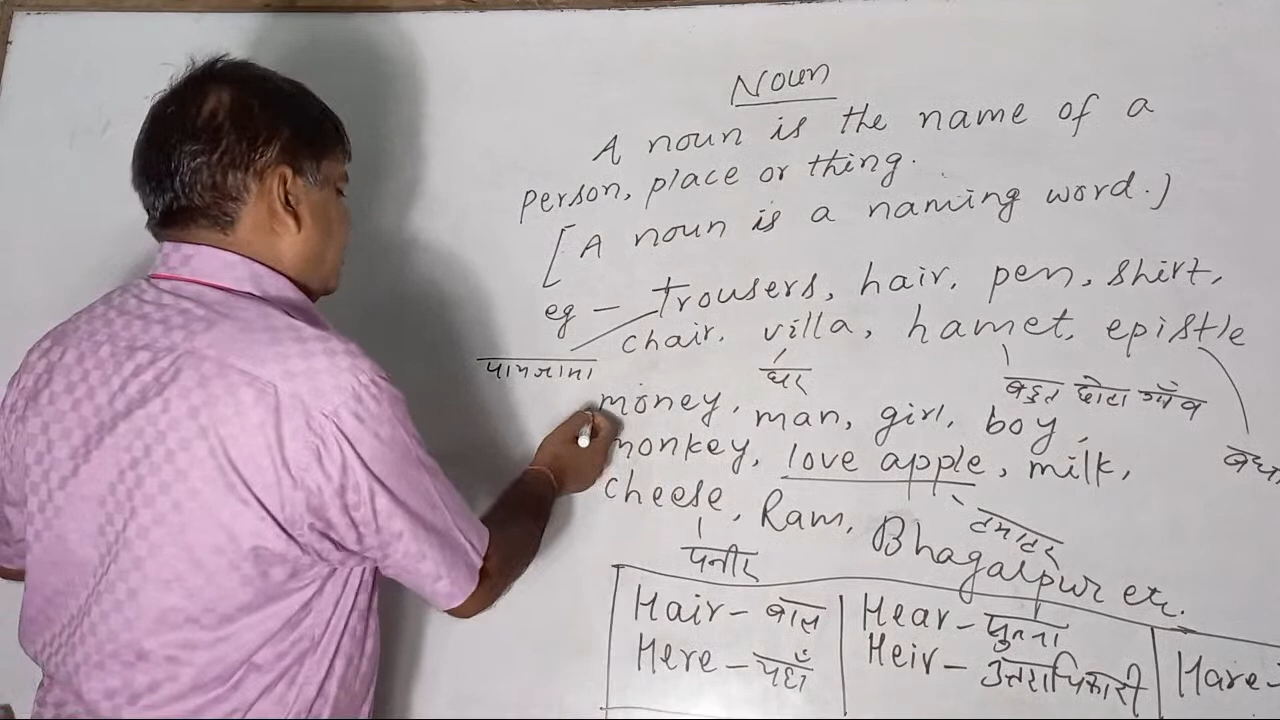 Noun
A noun is the name of a
person, place or thing.
[A noun is a naming word.]
eg - trousers, hair, pen, shirt,
chair, villa, hamet, epistle
पायजामा घर बहुत छोटा गाँव
money, man, girl, boy,
monkey, love apple, milk,
cheese, Ram, Bhagalpur etc.
पनीर टमाटर
Hair - बाल Hear - सुनना
Here - यहाँ Heir - उत्तराधिकारी Hare -